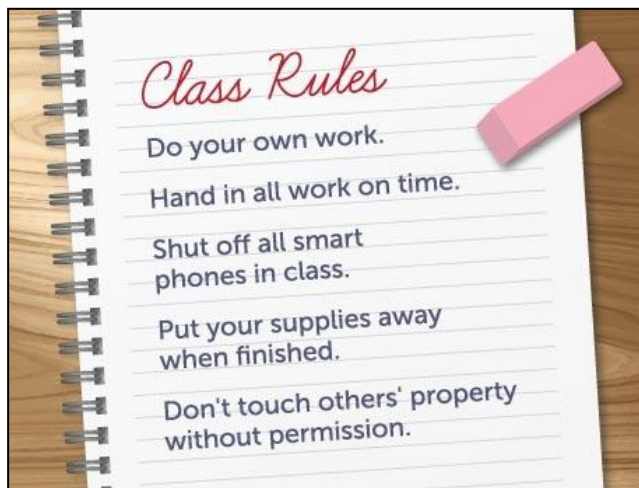 Class Rules
Do your own work.
Hand in all work on time.
Shut off all smart
phones in class.
Put your supplies away
when finished.
Don't touch others' property
without permission.